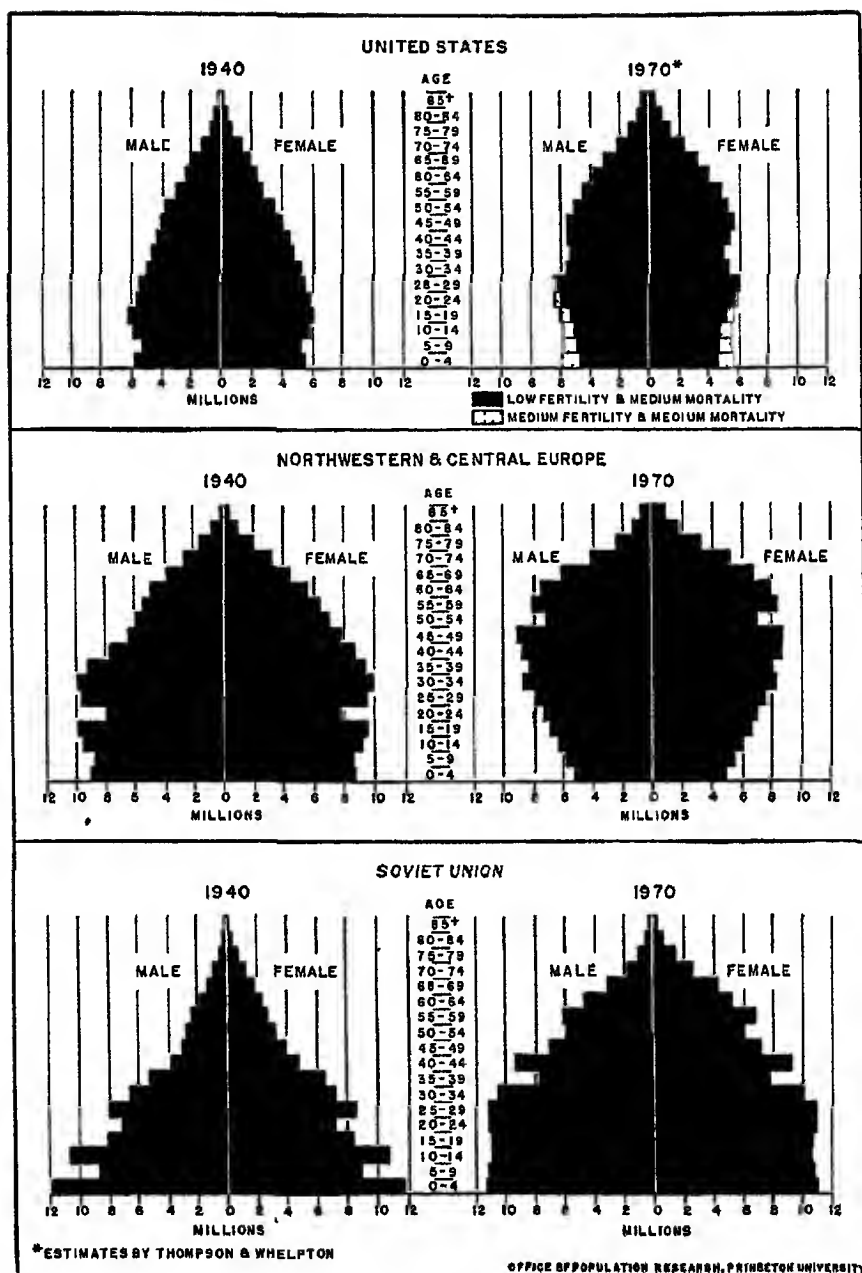 UNITED STATES
1940
AGE
1970*
85+
80-84
75-79
MALE
FEMALE
70-74
MALE
FEMALE
65-69
60-64
55-59
50-54
45-49
40-44
35-39
30-34
25-29
20-24
15-19
10-14
5-9
0-4
12 10 8 6 4 2 0 2 4 6 8 10 12
12 10 8 6 4 2 0 2 4 6 8 10 12
MILLIONS
LOW FERTILITY & MEDIUM MORTALITY
MEDIUM FERTILITY & MEDIUM MORTALITY
NORTHWESTERN & CENTRAL EUROPE
1940
AGE
1970
85+
80-84
75-79
MALE
FEMALE
70-74
MALE
FEMALE
65-69
60-64
55-59
50-54
45-49
40-44
35-39
30-34
25-29
20-24
15-19
10-14
5-9
0-4
12 10 8 6 4 2 0 2 4 6 8 10 12
12 10 8 6 4 2 0 2 4 6 8 10 12
MILLIONS
MILLIONS
SOVIET UNION
1940
AGE
1970
85+
80-84
75-79
MALE
FEMALE
70-74
MALE
FEMALE
65-69
60-64
55-59
50-54
45-49
40-44
35-39
30-34
25-29
20-24
15-19
10-14
5-9
0-4
12 10 8 6 4 2 0 2 4 6 8 10 12
12 10 8 6 4 2 0 2 4 6 8 10 12
MILLIONS
MILLIONS
*ESTIMATES BY THOMPSON & WHELPTON
OFFICE OF POPULATION RESEARCH, PRINCETON UNIVERSITY